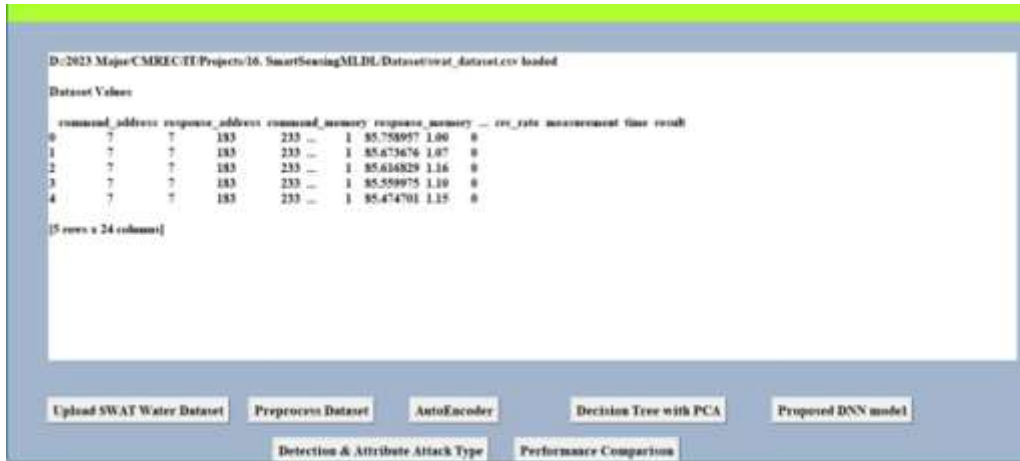 D:/2023 Major/CMREC/IT/Projects/16. SmartSensingMLDL/Dataset/swat_dataset.csv loaded
Dataset Values
command_address response_address command_memory response_memory ... crc_rate measurement time result
0 7 7 183 233 ... 1 85.758957 1.09 0
1 7 7 183 233 ... 1 85.673676 1.07 0
2 7 7 183 233 ... 1 85.616829 1.16 0
3 7 7 183 233 ... 1 85.559975 1.10 0
4 7 7 183 233 ... 1 85.474701 1.15 0
[5 rows x 24 columns]
Upload SWAT Water Dataset Preprocess Dataset AutoEncoder Decision Tree with PCA Proposed DNN model
Detection & Attribute Attack Type Performance Comparison